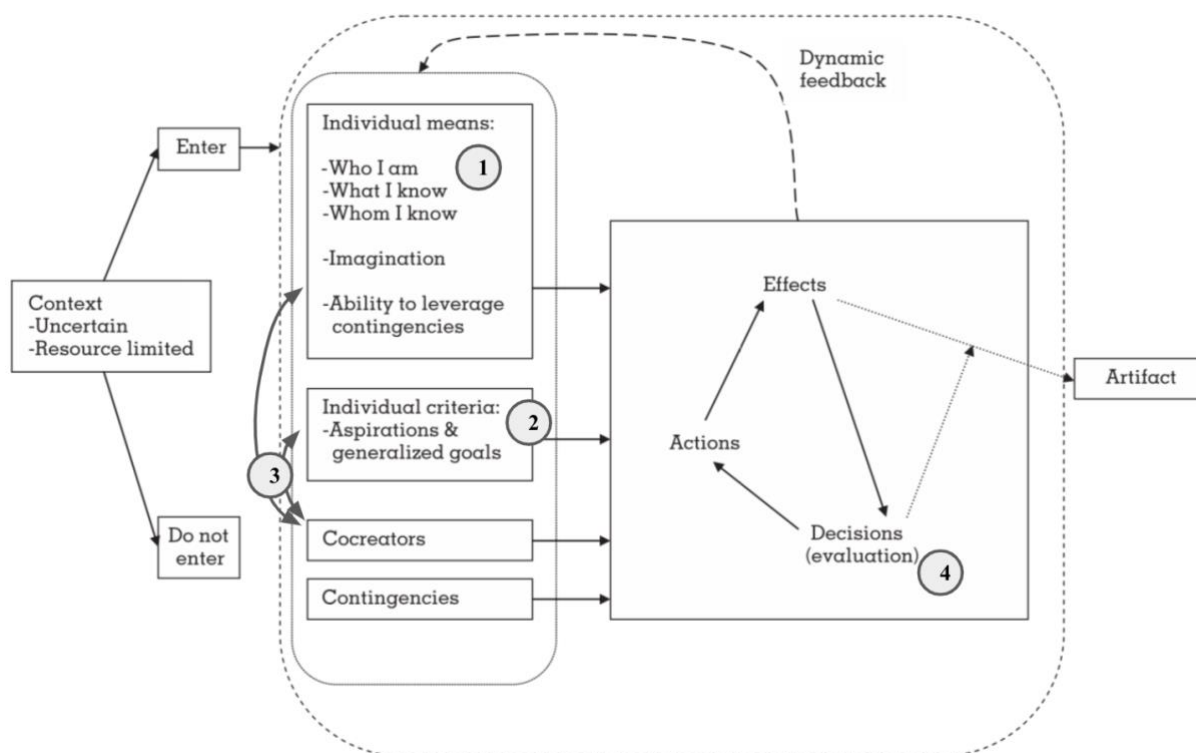 Dynamic
feedback
Individual means:
-Who I am
1
-What I know
-Whom I know
-Imagination
-Ability to leverage
contingencies
Enter
Context
-Uncertain
-Resource limited
Do not
enter
Individual criteria:
-Aspirations &
generalized goals
2
3
Cocreators
Contingencies
Effects
Actions
Decisions
(evaluation)
4
Artifact